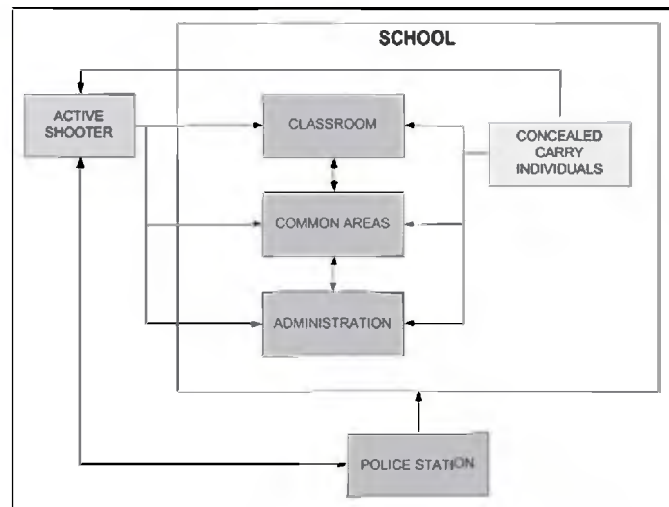 SCHOOL
ACTIVE
SHOOTER
CLASSROOM
CONCEALED
CARRY
INDIVIDUALS
COMMON AREAS
ADMINISTRATION
POLICE STATION